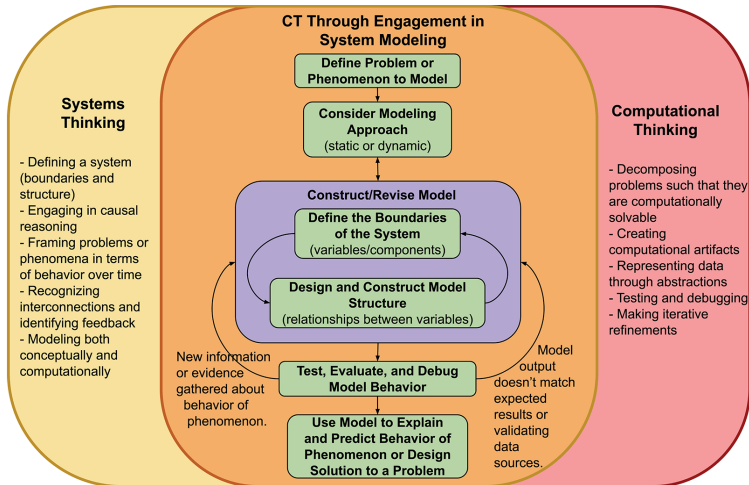 CT Through Engagement in
System Modeling
Define Problem or
Phenomenon to Model
Systems
Thinking
- Defining a system
(boundaries and
structure)
- Engaging in causal
reasoning
- Framing problems or
phenomena in terms
of behavior over time
- Recognizing
interconnections and
identifying feedback
- Modeling both
conceptually and
computationally
Consider Modeling
Approach
(static or dynamic)
Construct/Revise Model
Define the Boundaries
of the System
(variables/components)
Design and Construct Model
Structure
(relationships between variables)
New information
or evidence
gathered about
behavior of
phenomenon.
Test, Evaluate, and Debug
Model Behavior
Model
output
doesn't match
expected
results or
validating
data
sources.
Use Model to Explain
and Predict Behavior of
Phenomenon or Design
Solution to a Problem
Computational
Thinking
- Decomposing
problems such that they
are computationally
solvable
- Creating
computational artifacts
- Representing data
through abstractions
- Testing and debugging
- Making iterative
refinements